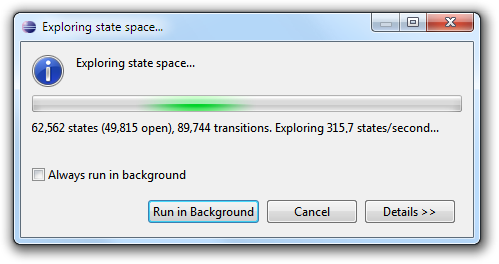 Exploring state space...
Exploring state space...
62,562 states (49,815 open), 89,744 transitions. Exploring 315,7 states/second...
Always run in background
Run in Background
Cancel
Details >>